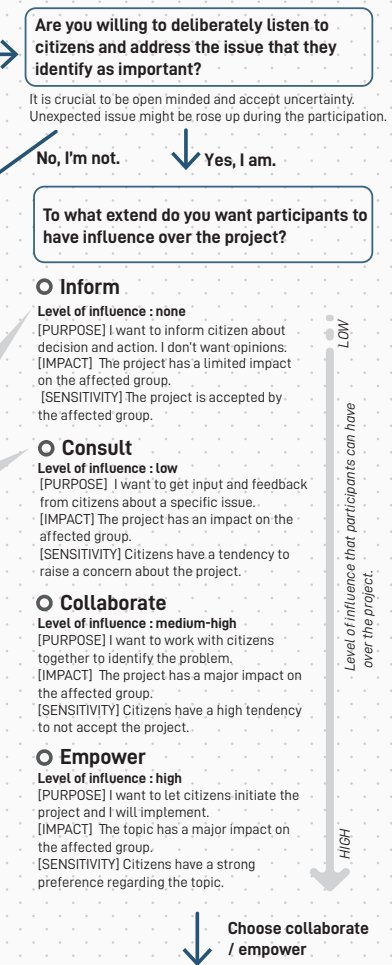 Are you willing to deliberately listen to
citizens and address the issue that they
identify as important?
It is crucial to be open minded and accept uncertainty.
Unexpected issue might be rose up during the participation.
No, I'm not.
Yes, I am.
To what extend do you want participants to
have influence over the project?
Inform
Level of influence : none
[PURPOSE] I want to inform citizen about
decision and action. I don't want opinions.
[IMPACT] The project has a limited impact
on the affected group.
[SENSITIVITY] The project is accepted by
the affected group.
Consult
Level of influence : low
[PURPOSE] I want to get input and feedback
from citizens about a specific issue.
[IMPACT] The project has an impact on the
affected group.
[SENSITIVITY] Citizens have a tendency to
raise a concern about the project.
Collaborate
Level of influence : medium-high
[PURPOSE] I want to work with citizens
together to identify the problem.
[IMPACT] The project has a major impact on
the affected group.
[SENSITIVITY] Citizens have a high tendency
to not accept the project.
Empower
Level of influence : high
[PURPOSE] I want to let citizens initiate the
project and I will implement.
[IMPACT] The topic has a major impact on
the affected group.
[SENSITIVITY] Citizens have a strong
preference regarding the topic.
LOW
Level of influence that participants can have
over the project.
HIGH
Choose collaborate
/ empower